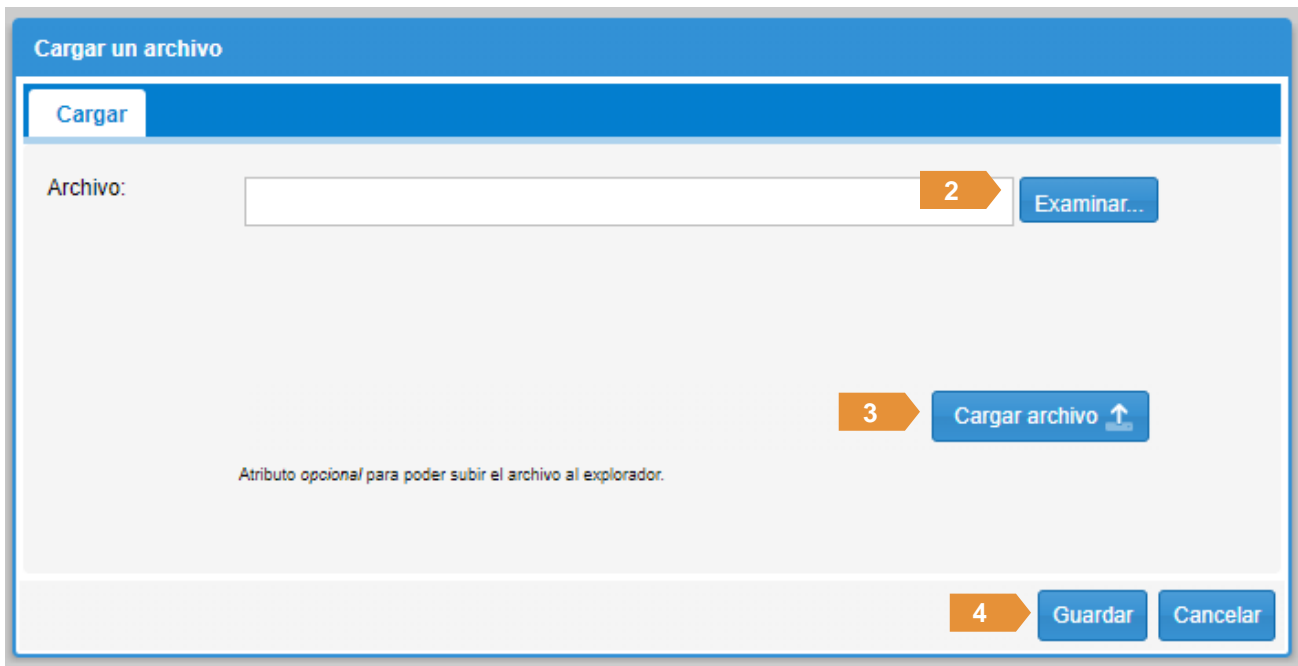 Cargar un archivo
Cargar
Archivo:
2
Examinar...
3
Cargar archivo
Atributo opcional para poder subir el archivo al explorador.
4
Guardar
Cancelar